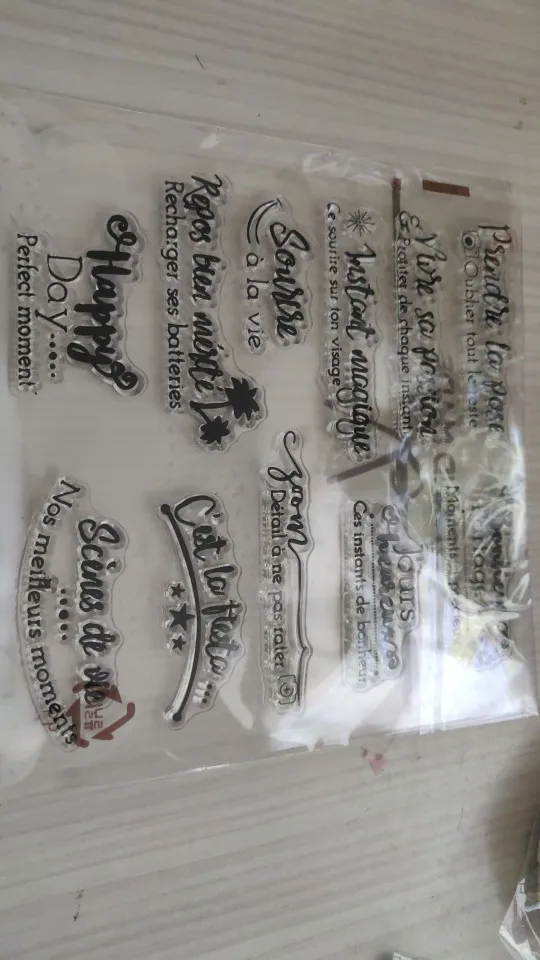 Prendre la pose
Oublier tout le reste
Vivre sa passion
& Profiter de chaque instant
Moments
Instant magique
Ce sourire sur ton visage
Jours
heureux
Ces instants de bonheur
Sourire
à la vie
zoom
Détail à ne pas rater
Repos bien mérité !
Recharger ses batteries
C'est la fiesta...
Happy
Day.....
Perfect moment
Scènes de vie
.....
Nos meilleurs moments